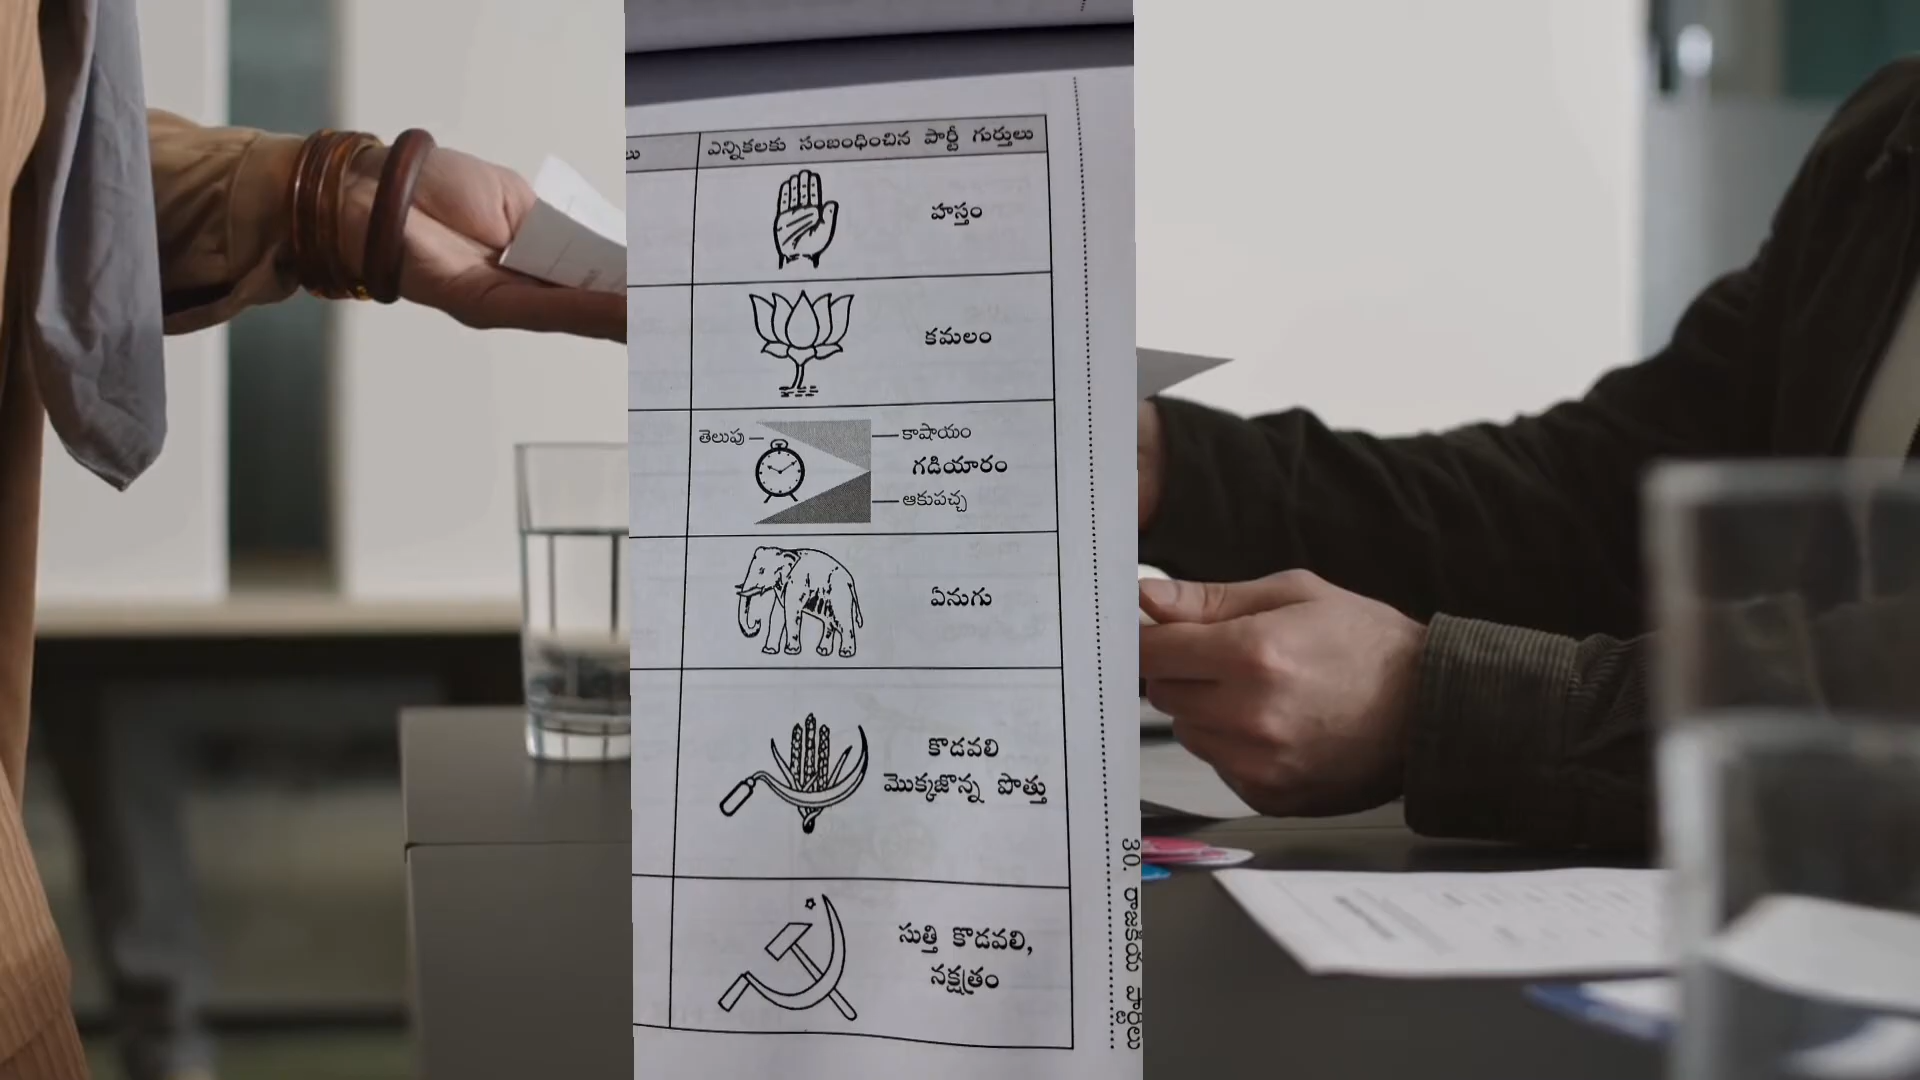 లు
ఎన్నికలకు సంబంధించిన పార్టీ గుర్తులు
హస్తం
కమలం
తెలుపు
కాషాయం
గడియారం
ఆకుపచ్చ
ఏనుగు
కొడవలి
మొక్కజొన్న పొత్తు
సుత్తి కొడవలి,
నక్షత్రం
30. రాజకీయ పార్టీలు